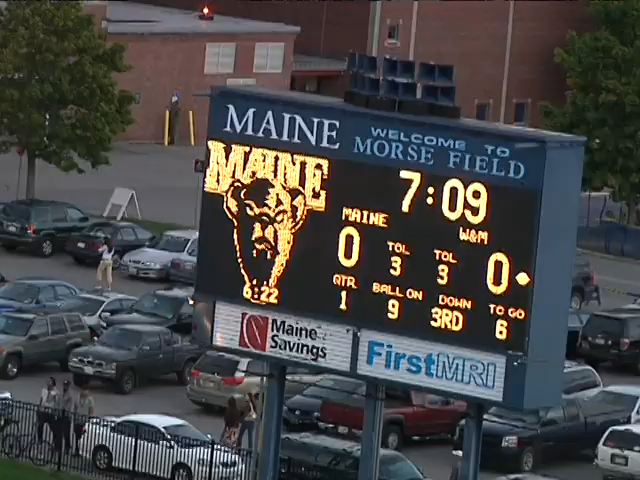 MAINE
WELCOME TO
MORSE FIELD
MAINE
7:09
MAINE
W&M
0
TOL
3
TOL
3
0
QTR
1
BALL ON
9
DOWN
3RD
TO GO
6
6:22
Maine
Savings
FirstMRI